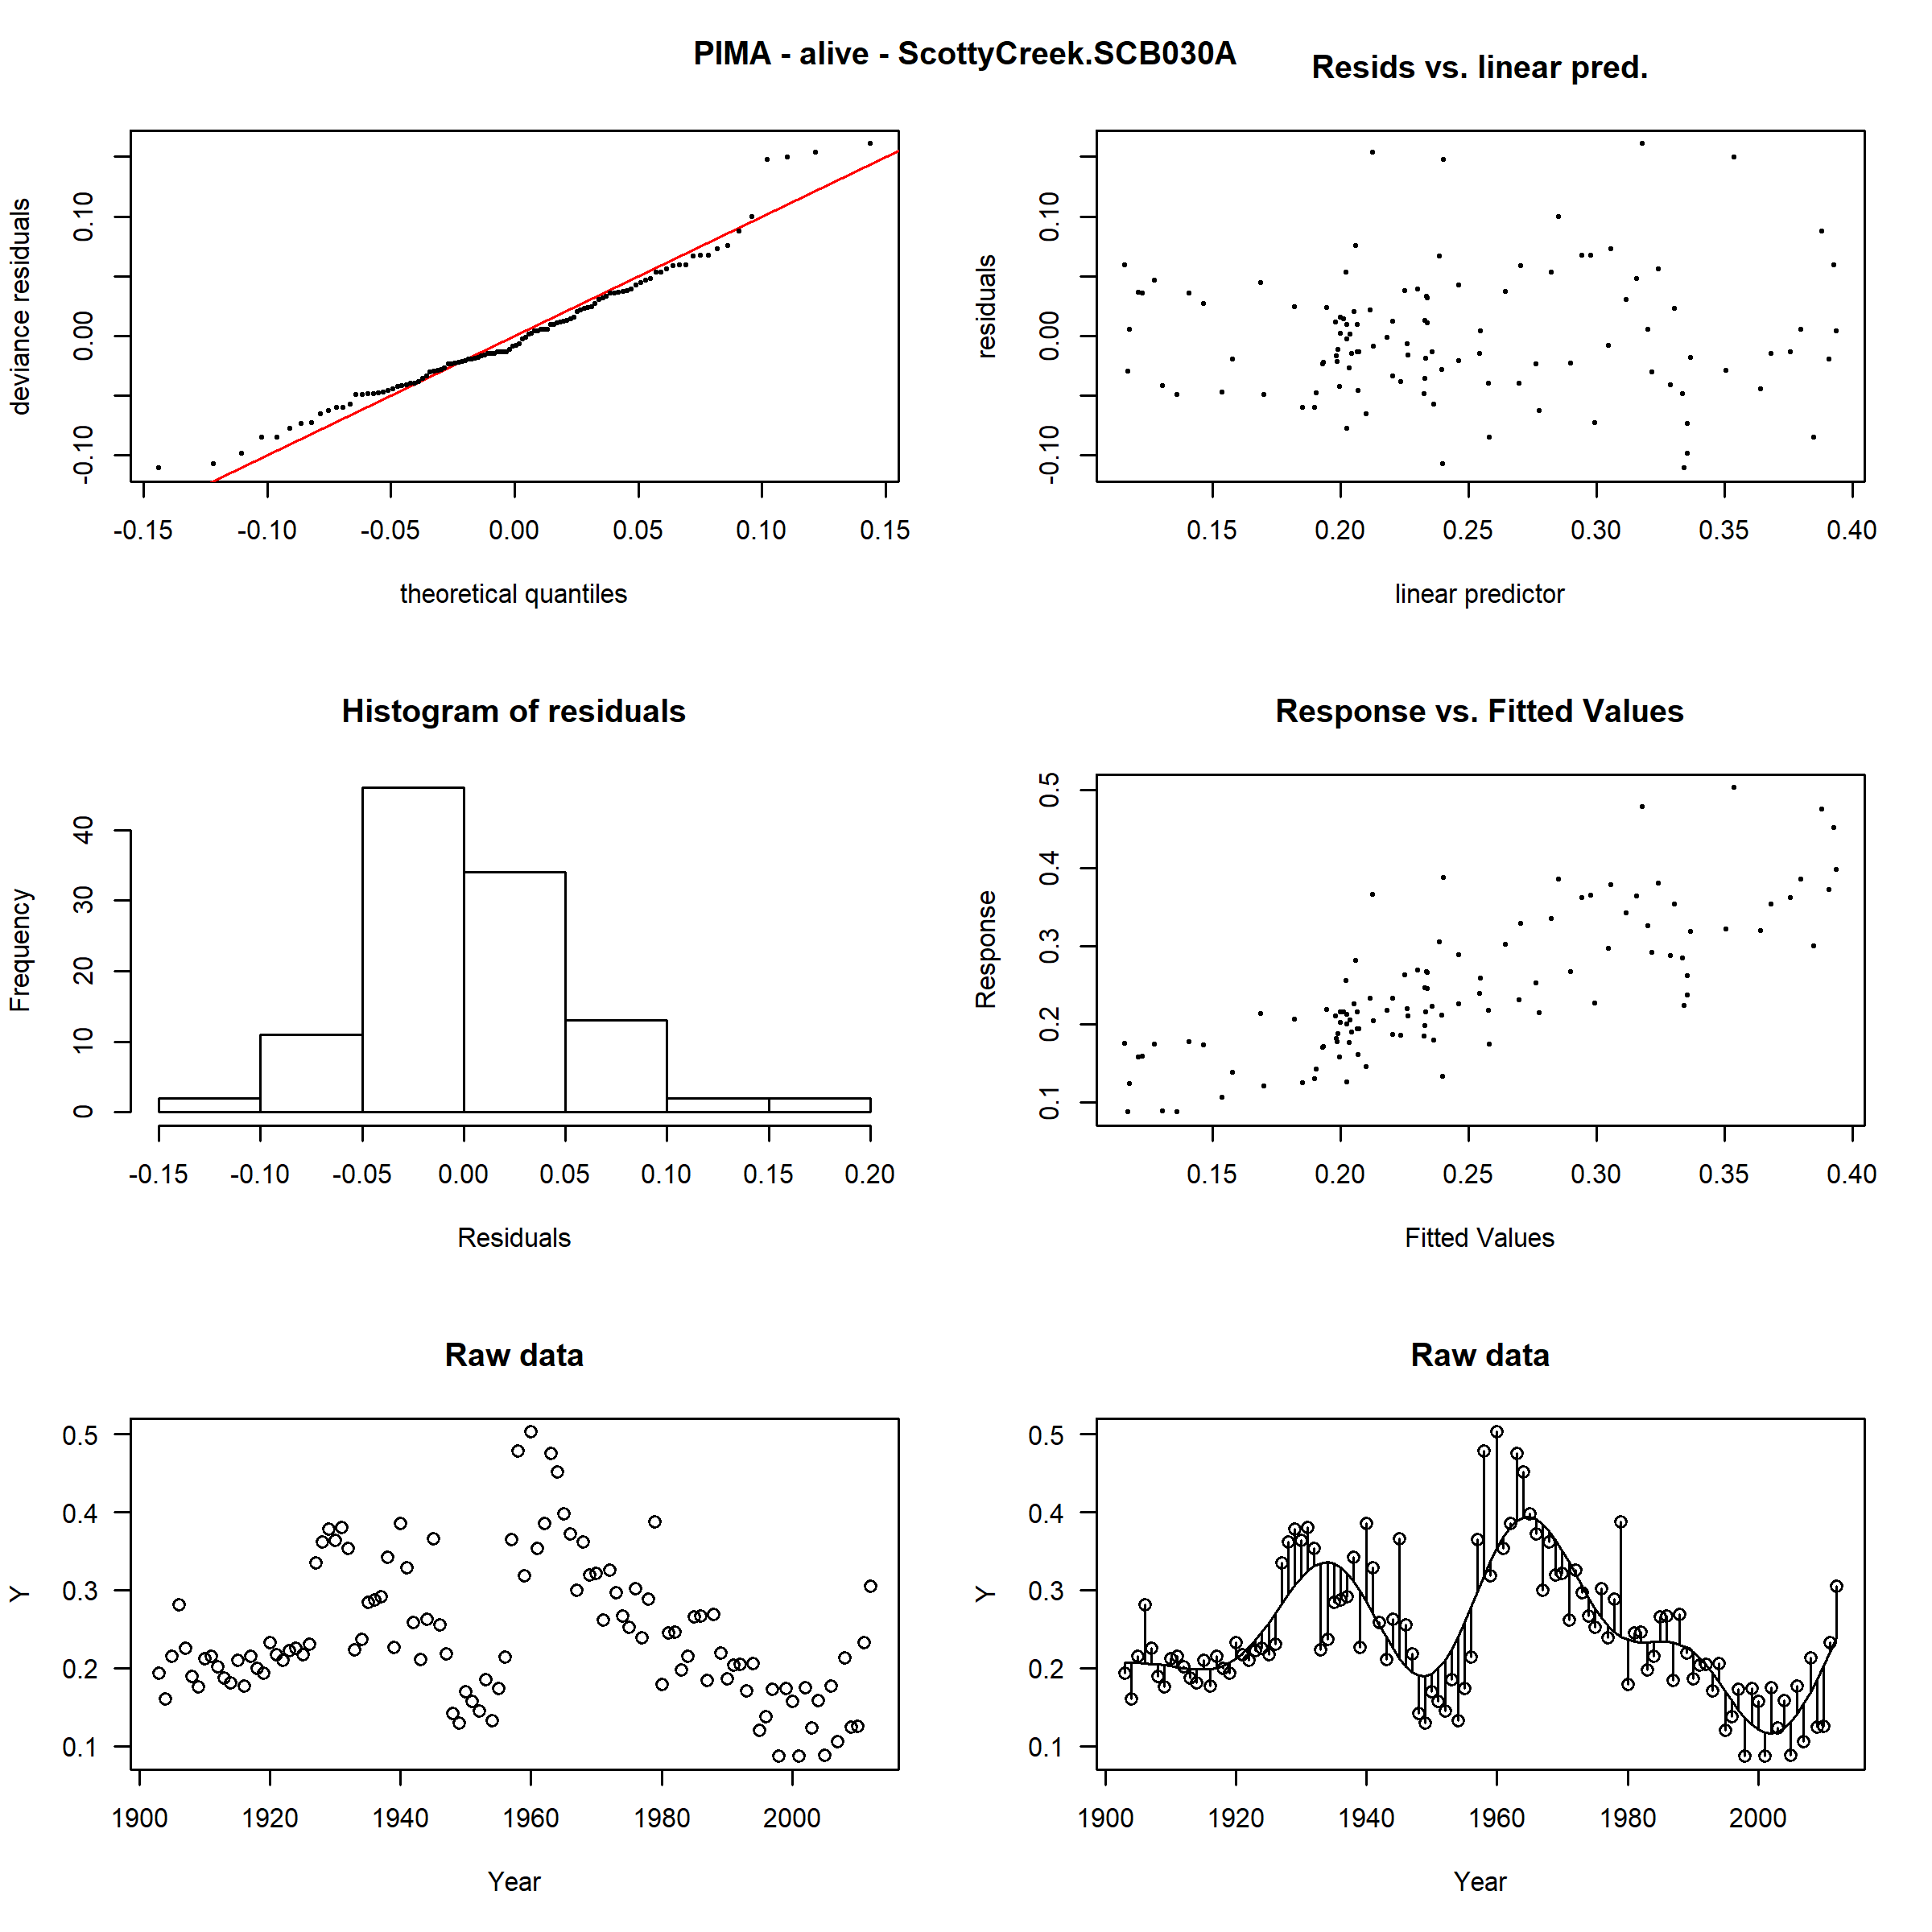 PIMA - alive - ScottyCreek.SCB030A
Resids vs. linear pred.
deviance residuals
-0.10 0.00 0.10
-0.15 -0.10 -0.05 0.00 0.05 0.10 0.15
theoretical quantiles
residuals
-0.10 0.00 0.10
0.15 0.20 0.25 0.30 0.35 0.40
linear predictor
Histogram of residuals
Frequency
0 10 20 30 40
-0.15 -0.10 -0.05 0.00 0.05 0.10 0.15 0.20
Residuals
Response vs. Fitted Values
Response
0.1 0.2 0.3 0.4 0.5
0.15 0.20 0.25 0.30 0.35 0.40
Fitted Values
Raw data
Y
0.5
0.4
0.3
0.2
0.1
1900 1920 1940 1960 1980 2000
Year
Raw data
Y
0.5
0.4
0.3
0.2
0.1
1900 1920 1940 1960 1980 2000
Year